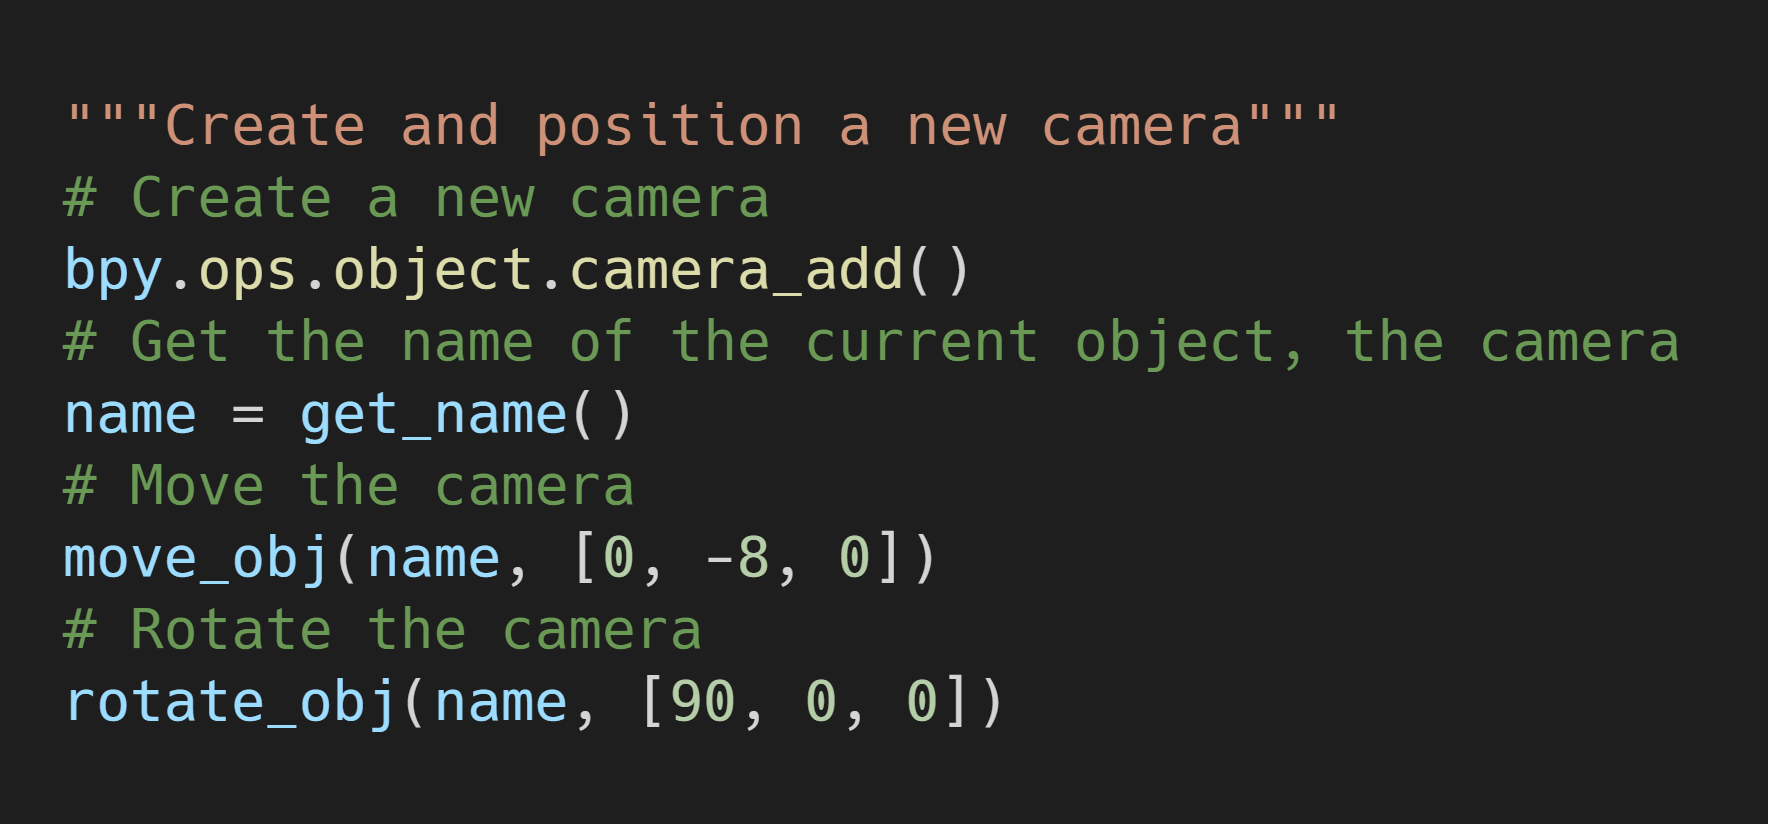 """Create and position a new camera"""
# Create a new camera
bpy.ops.object.camera_add()
# Get the name of the current object, the camera
name = get_name()
# Move the camera
move_obj(name, [0, -8, 0])
# Rotate the camera
rotate_obj(name, [90, 0, 0])